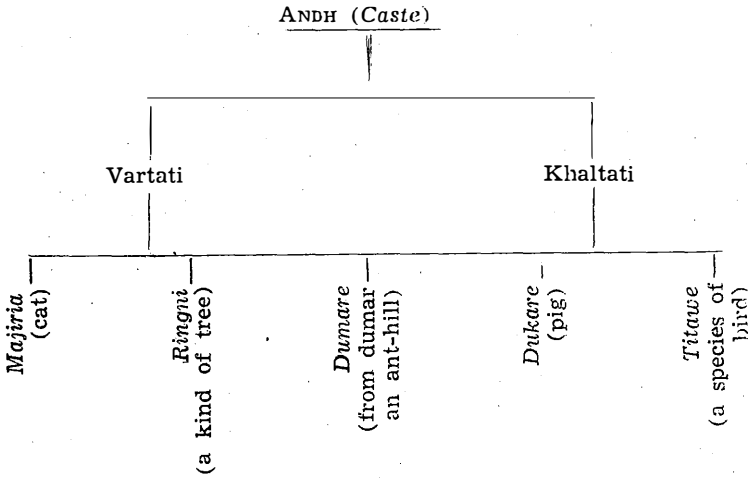 ANDH (Caste)
Vartati
Khaltati
Majiria
(cat)
Ringni
(a kind of tree)
Dumare
(from dumar
an ant-hill)
Dukare
(pig)
Titawe
(a species of
bird)